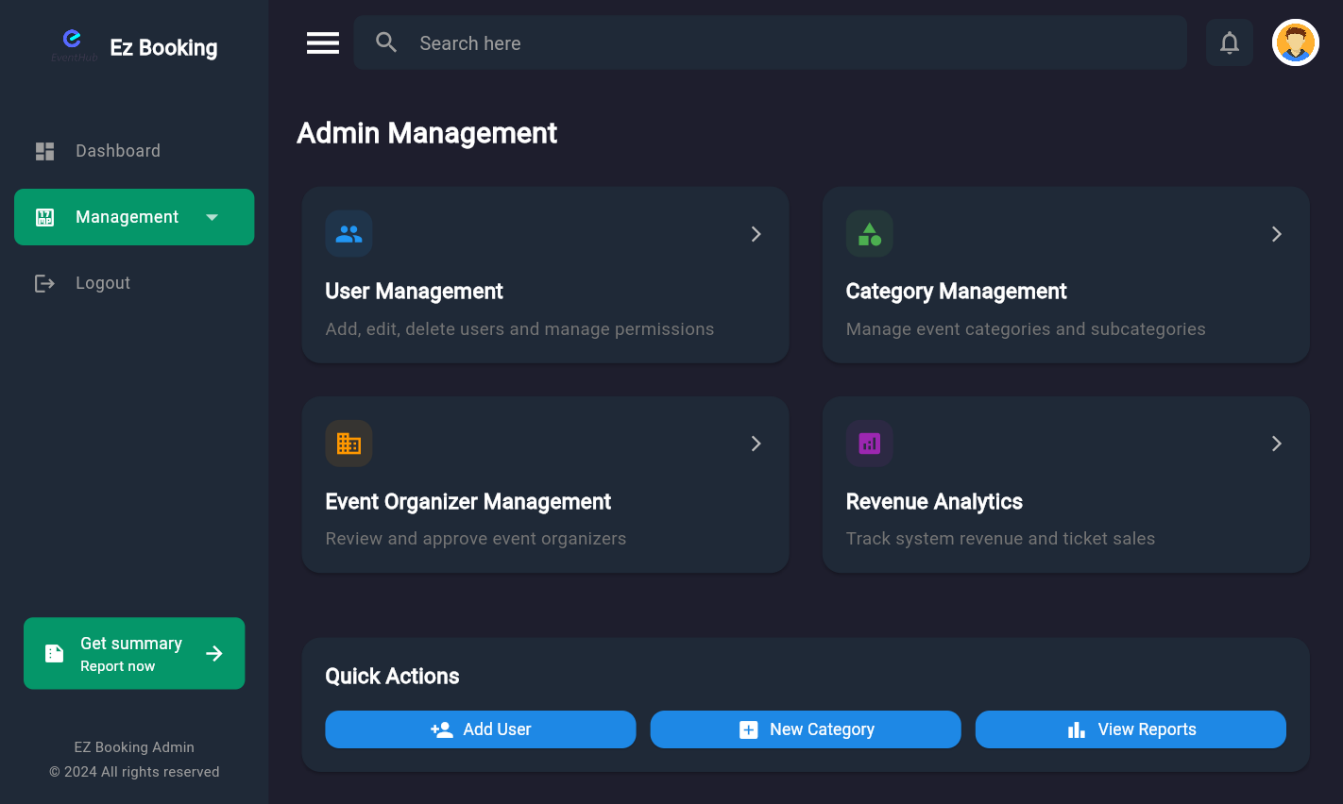 EventHub
Ez Booking
Search here
Dashboard
Management
Logout
Admin Management
User Management
Add, edit, delete users and manage permissions
Category Management
Manage event categories and subcategories
Event Organizer Management
Review and approve event organizers
Revenue Analytics
Track system revenue and ticket sales
Get summary
Report now
Quick Actions
Add User
New Category
View Reports
EZ Booking Admin
© 2024 All rights reserved